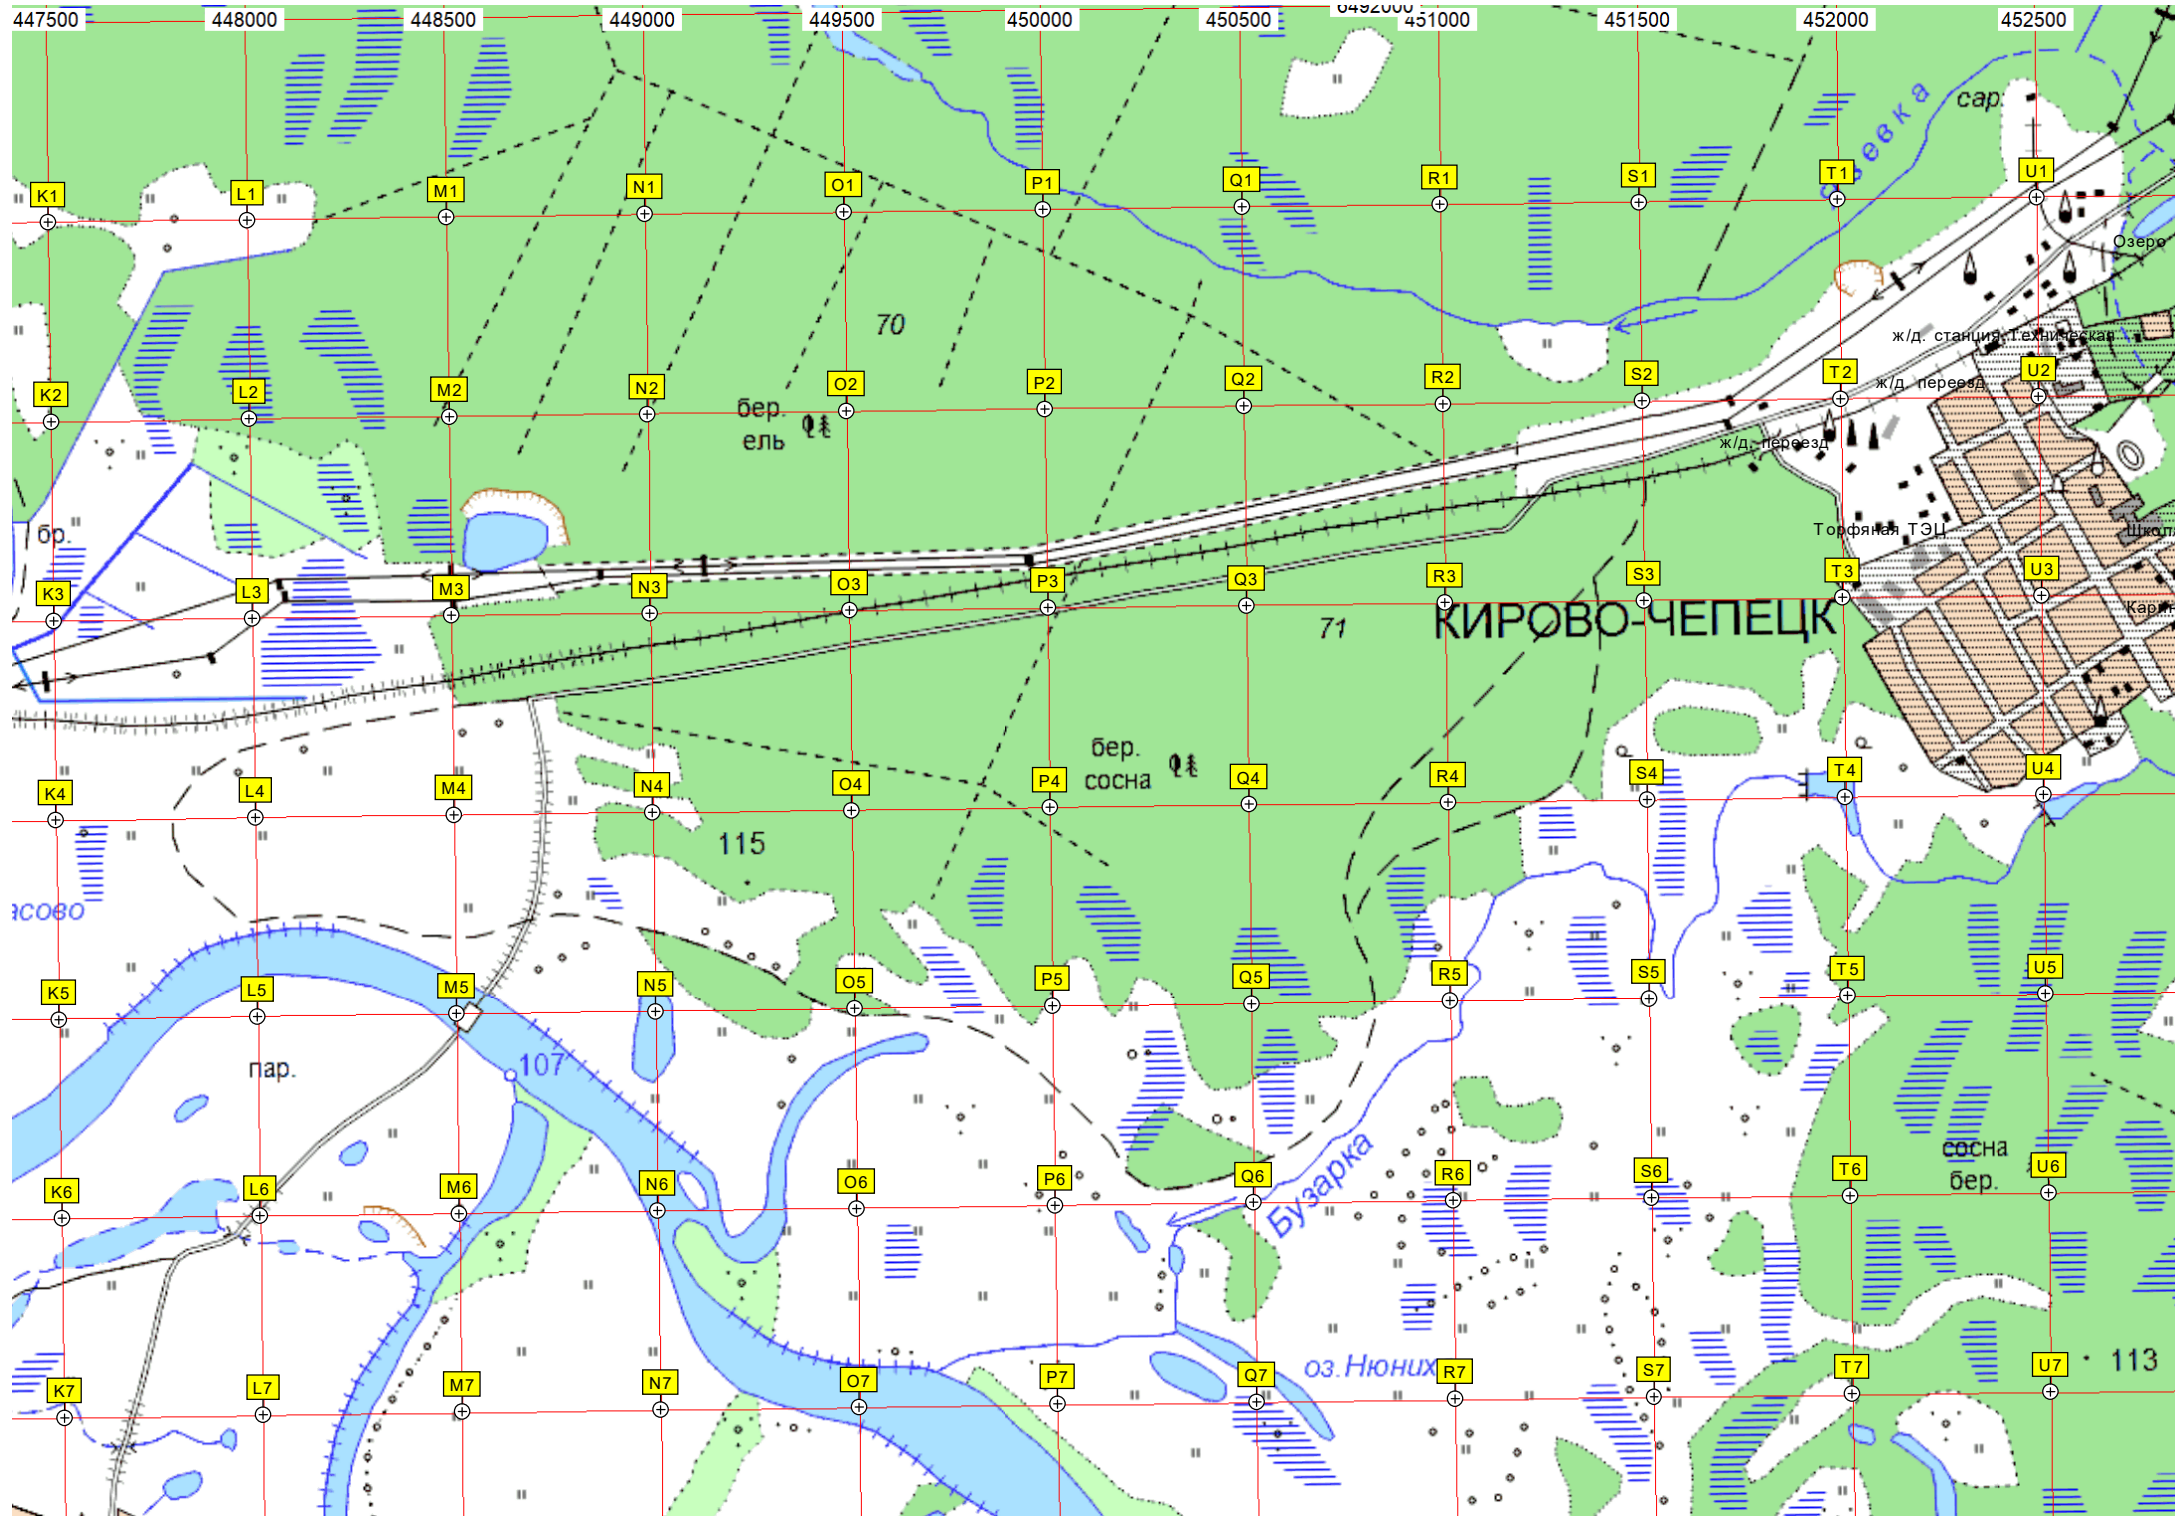 6492000
447500 448000 448500 449000 449500 450000 450500 451000 451500 452000 452500
сар.
K1 L1 M1 N1 O1 P1 Q1 R1 S1 T1 U1
Озеро
70
ж/д. станция Техническая
K2 L2 M2 N2 O2 P2 Q2 R2 S2 T2 U2
ж/д. переезд
бер.
ель
ж/д. переезд
бр.
Торфяная ТЭЦ
K3 L3 M3 N3 O3 P3 Q3 R3 S3 T3 U3
71
КИРОВО-ЧЕПЕЦК
бер.
сосна
K4 L4 M4 N4 O4 P4 Q4 R4 S4 T4 U4
115
асово
K5 L5 M5 N5 O5 P5 Q5 R5 S5 T5 U5
пар.
107
сосна
бер.
Бузарка
K6 L6 M6 N6 O6 P6 Q6 R6 S6 T6 U6
оз.Нюних
113
K7 L7 M7 N7 O7 P7 Q7 R7 S7 T7 U7